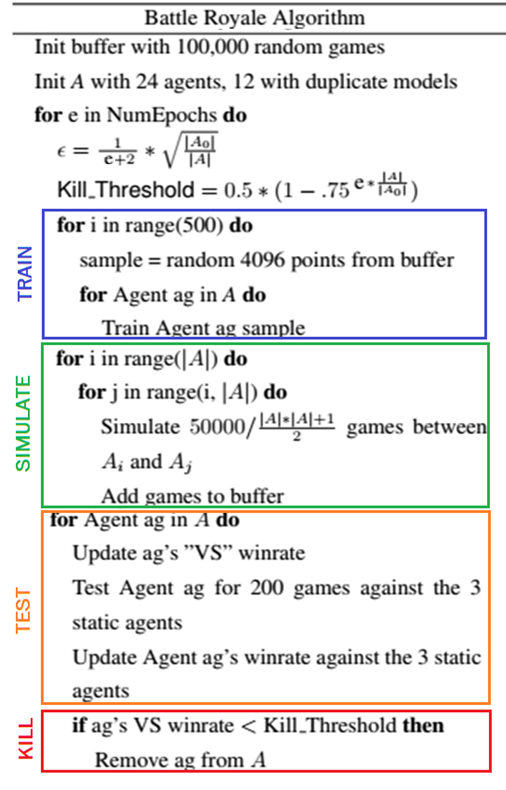 Battle Royale Algorithm
Init buffer with 100,000 random games
Init A with 24 agents, 12 with duplicate models
for e in NumEpochs do
ϵ = 1/(e+2) * √(|A₀|/|A|)
Kill_Threshold = 0.5 * (1 − .75^(e*|A|/|A₀|))
TRAIN
for i in range(500) do
sample = random 4096 points from buffer
for Agent ag in A do
Train Agent ag sample
SIMULATE
for i in range(|A|) do
for j in range(i, |A|) do
Simulate 50000/(|A|*|A|+1)/2 games between
Aᵢ and Aⱼ
Add games to buffer
TEST
for Agent ag in A do
Update ag's "VS" winrate
Test Agent ag for 200 games against the 3
static agents
Update Agent ag's winrate against the 3 static
agents
KILL
if ag's VS winrate < Kill_Threshold then
Remove ag from A